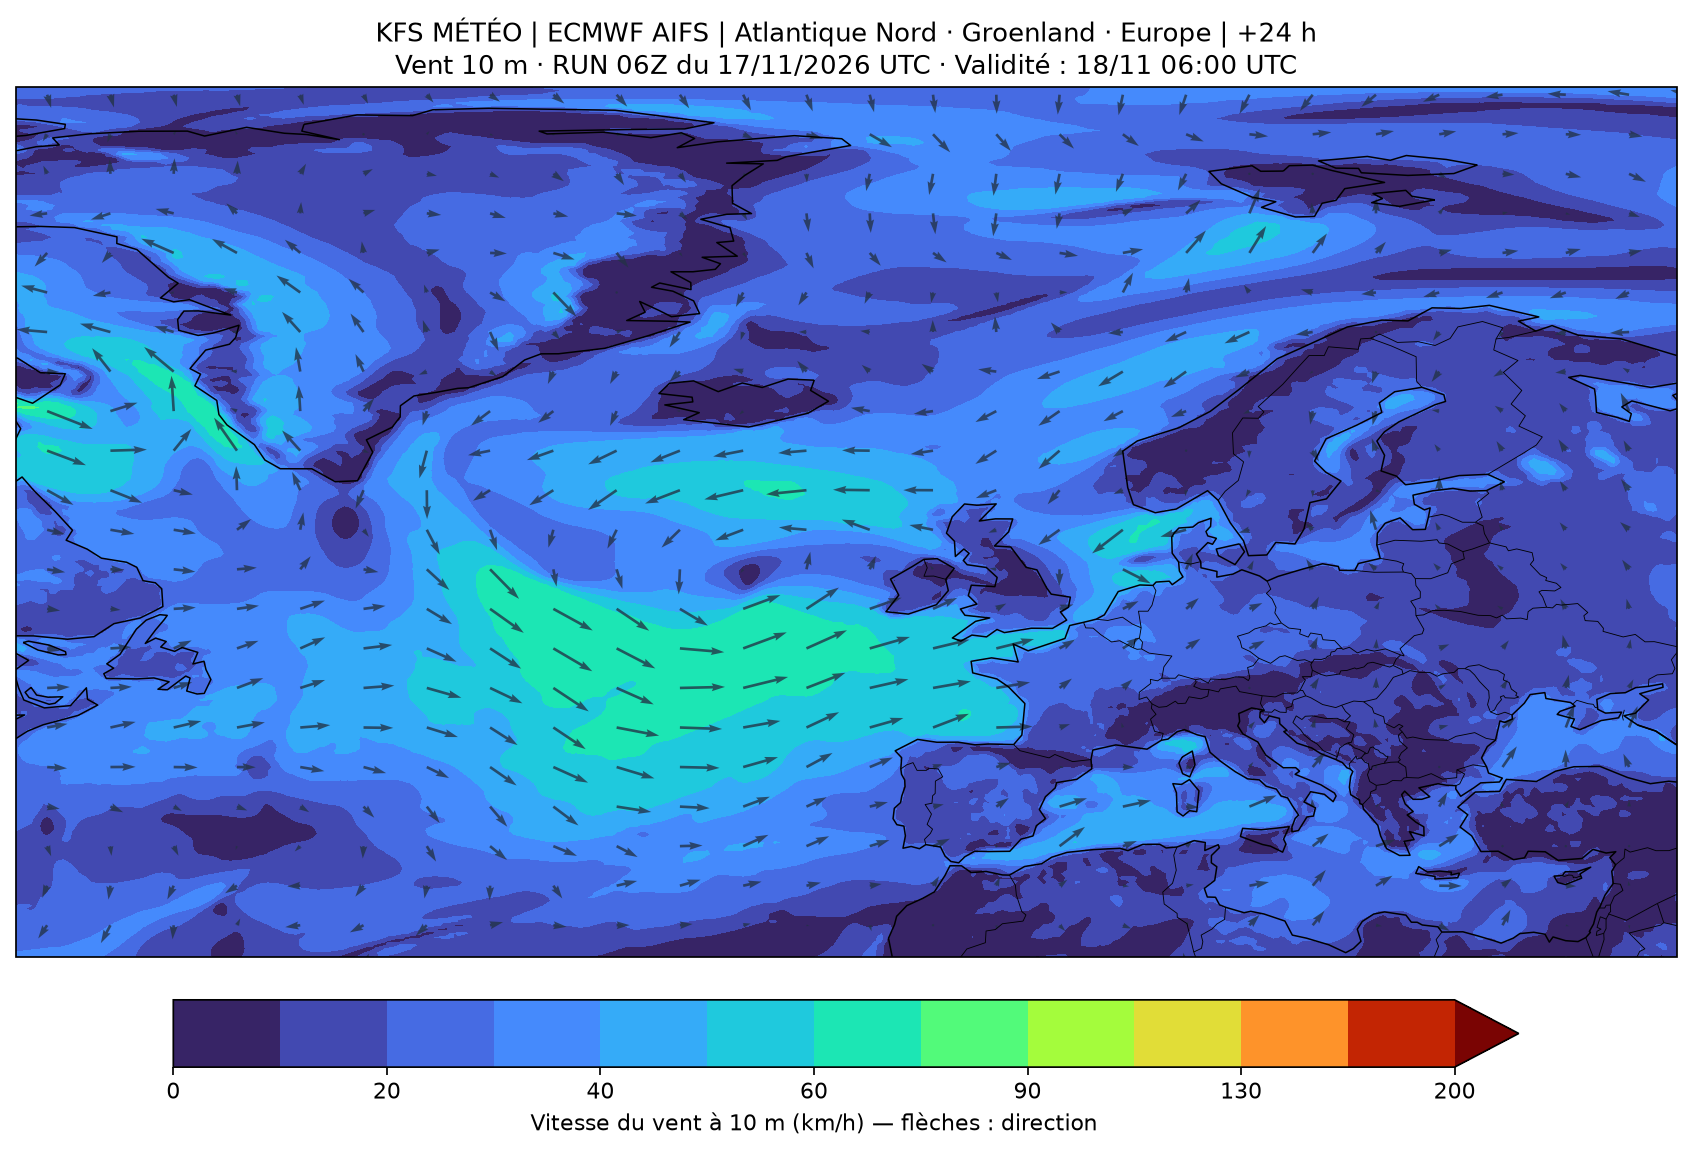 KFS MÉTÉO | ECMWF AIFS | Atlantique Nord · Groenland · Europe | +24 h
Vent 10 m · RUN 06Z du 17/11/2026 UTC · Validité : 18/11 06:00 UTC
0 20 40 60 90 130 200
Vitesse du vent à 10 m (km/h) — flèches : direction